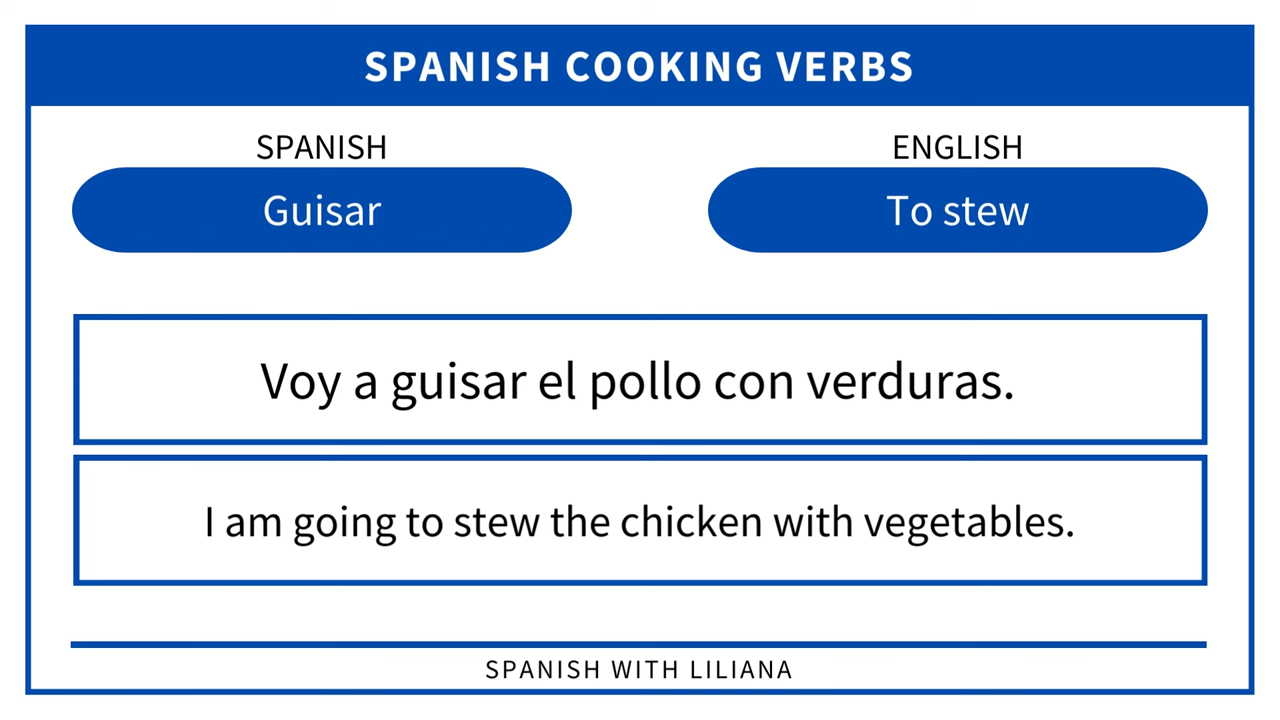 SPANISH COOKING VERBS
SPANISH
ENGLISH
Guisar
To stew
Voy a guisar el pollo con verduras.
I am going to stew the chicken with vegetables.
SPANISH WITH LILIANA